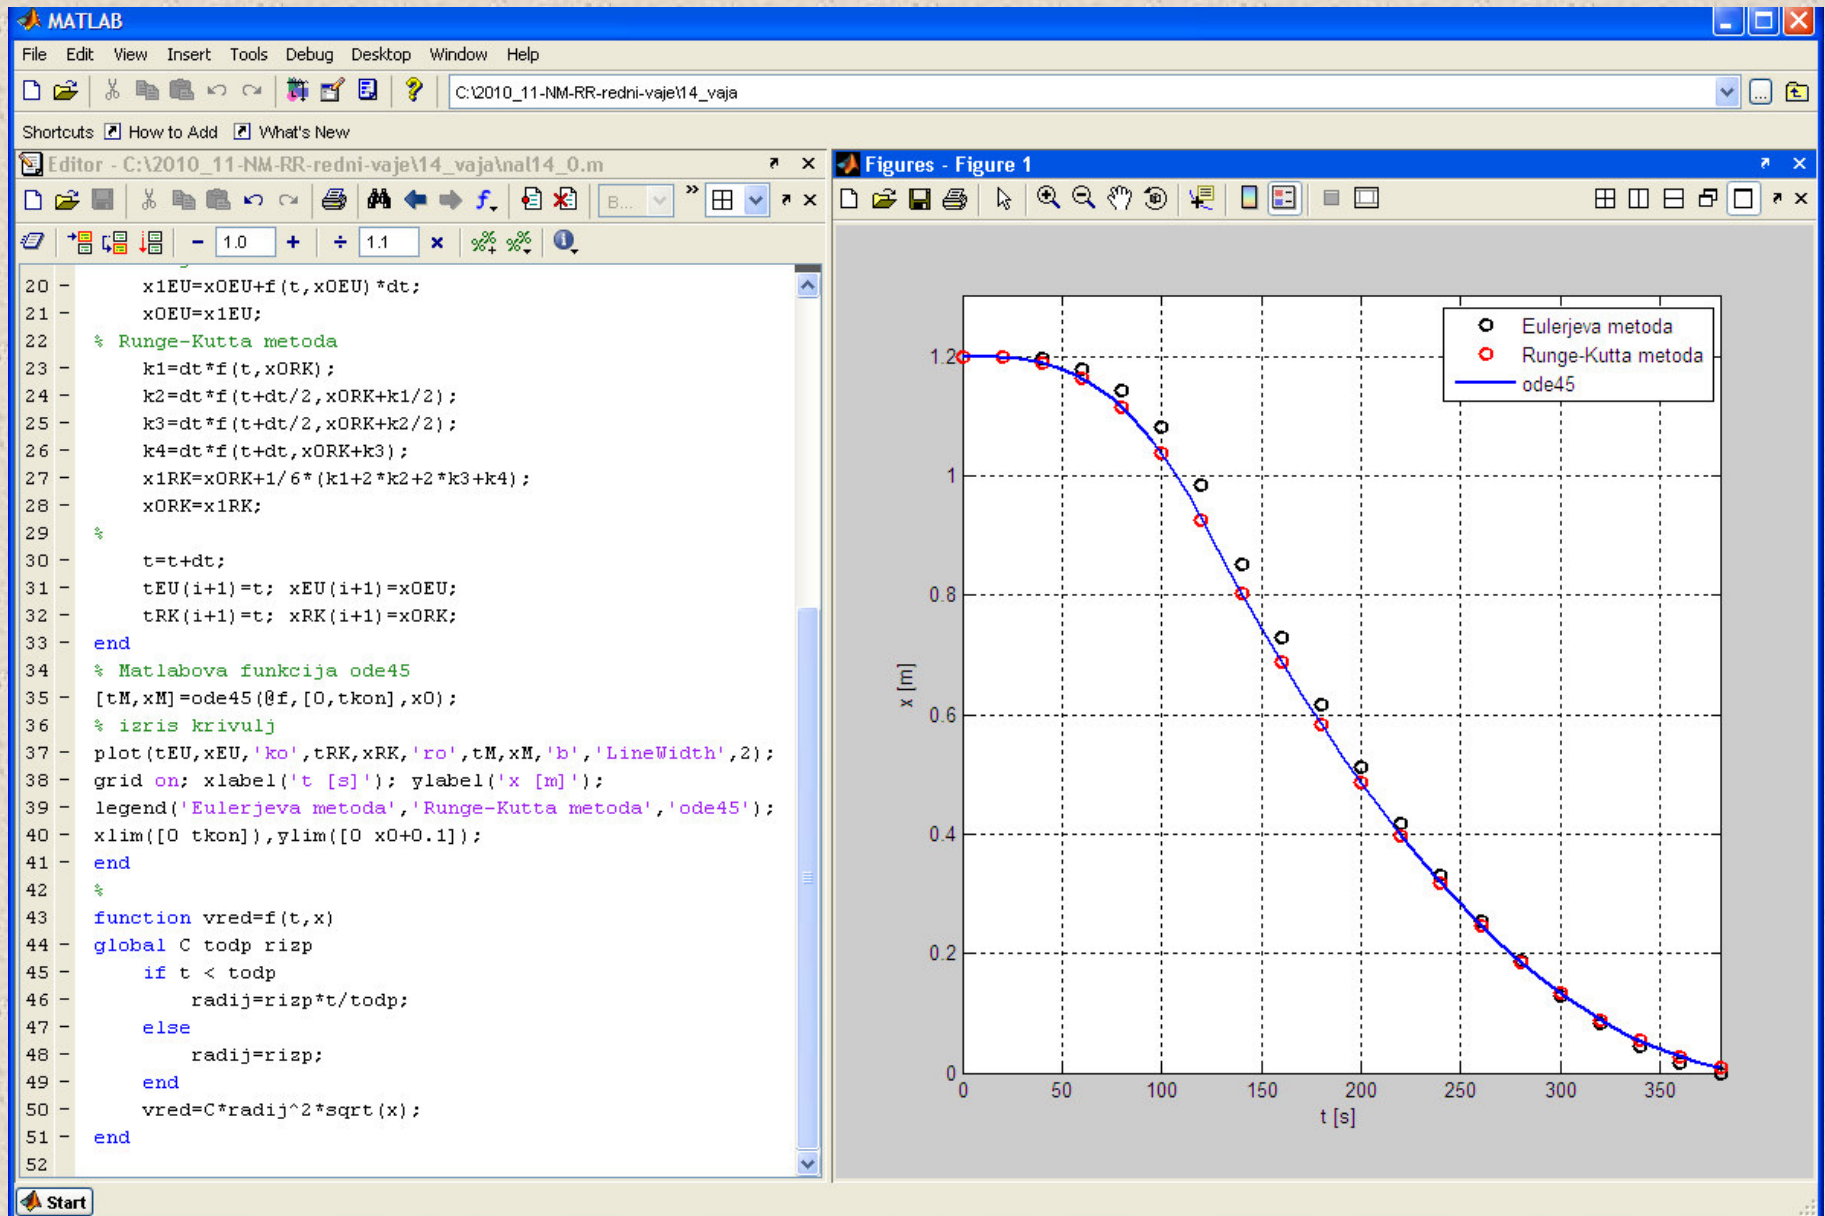 MATLAB
File Edit View Insert Tools Debug Desktop Window Help
C:\2010_11-NM-RR-redni-vaje\14_vaja
Shortcuts How to Add What's New
Editor - C:\2010_11-NM-RR-redni-vaje\14_vaja\nal14_0.m
B...
1.0
1.1
20 - x1EU=x0EU+f(t,x0EU)*dt;
21 - x0EU=x1EU;
22 % Runge-Kutta metoda
23 - k1=dt*f(t,x0RK);
24 - k2=dt*f(t+dt/2,x0RK+k1/2);
25 - k3=dt*f(t+dt/2,x0RK+k2/2);
26 - k4=dt*f(t+dt,x0RK+k3);
27 - x1RK=x0RK+1/6*(k1+2*k2+2*k3+k4);
28 - x0RK=x1RK;
29 %
30 - t=t+dt;
31 - tEU(i+1)=t; xEU(i+1)=x0EU;
32 - tRK(i+1)=t; xRK(i+1)=x0RK;
33 - end
34 % Matlabova funkcija ode45
35 - [tM,xM]=ode45(@f,[0,tkon],x0);
36 % izris krivulj
37 - plot(tEU,xEU,'ko',tRK,xRK,'ro',tM,xM,'b','LineWidth',2);
38 - grid on; xlabel('t [s]'); ylabel('x [m]');
39 - legend('Eulerjeva metoda','Runge-Kutta metoda','ode45');
40 - xlim([0 tkon]),ylim([0 x0+0.1]);
41 - end
42 %
43 function vred=f(t,x)
44 - global C todp rizp
45 - if t < todp
46 - radij=rizp*t/todp;
47 - else
48 - radij=rizp;
49 - end
50 - vred=C*radij^2*sqrt(x);
51 - end
52
Start
Figures - Figure 1
Eulerjeva metoda
Runge-Kutta metoda
ode45
1.2
1
0.8
0.6
0.4
0.2
0
x [m]
0 50 100 150 200 250 300 350
t [s]